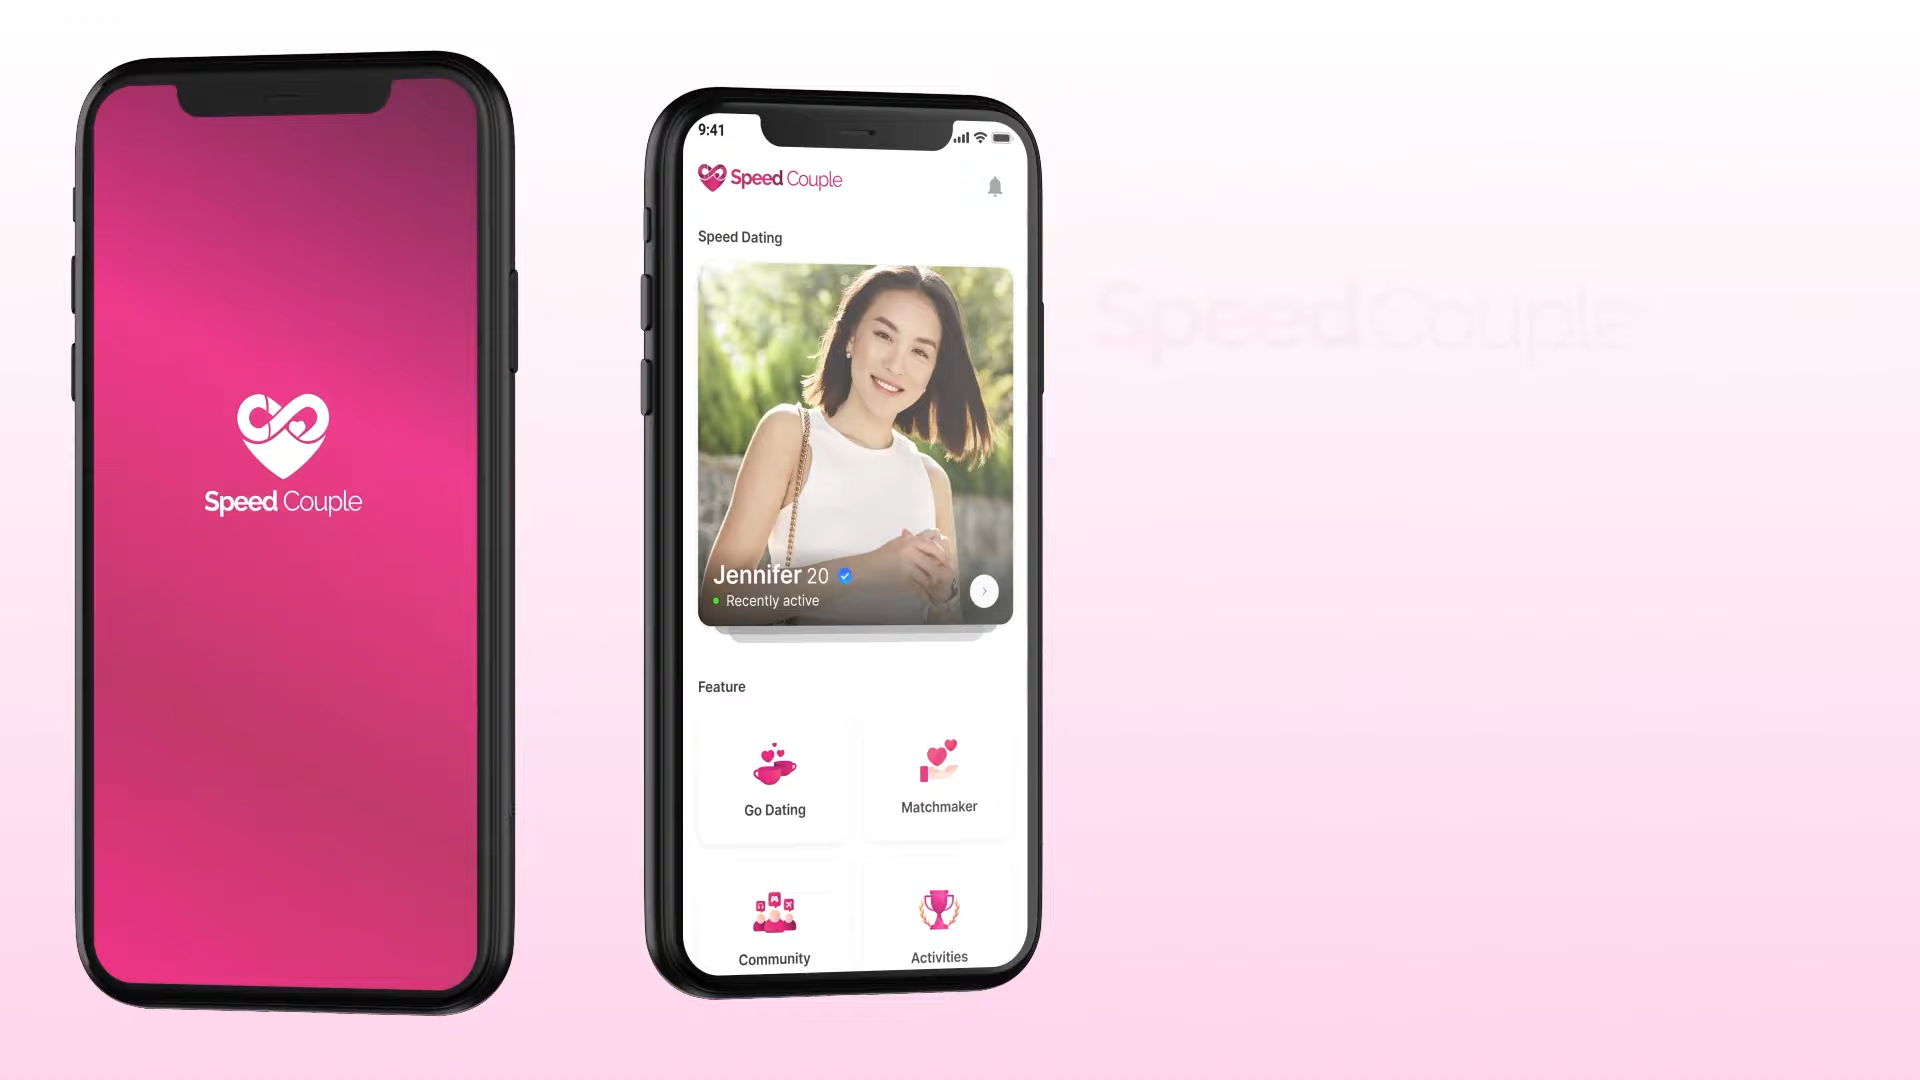 Speed Couple
9:41
Speed Couple
Speed Dating
Jennifer 20
Recently active
Feature
Go Dating
Matchmaker
Community
Activities
Speed Couple